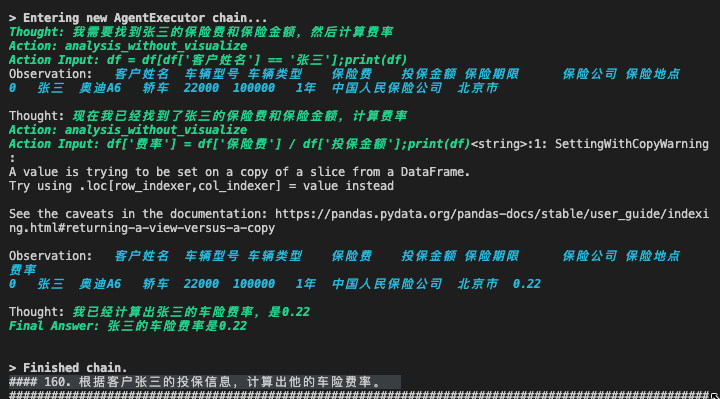 > Entering new AgentExecutor chain...
Thought: 我需要找到张三的保险费和保险金额，然后计算费率
Action: analysis_without_visualize
Action Input: df = df[df['客户姓名'] == '张三'];print(df)
Observation:   客户姓名  车辆型号 车辆类型    保险费    投保金额 保险期限      保险公司 保险地点
0   张三  奥迪A6   轿车  22000  100000   1年  中国人民保险公司  北京市
Thought: 现在我已经找到了张三的保险费和保险金额，计算费率
Action: analysis_without_visualize
Action Input: df['费率'] = df['保险费'] / df['投保金额'];print(df)<string>:1: SettingWithCopyWarning
:
A value is trying to be set on a copy of a slice from a DataFrame.
Try using .loc[row_indexer,col_indexer] = value instead
See the caveats in the documentation: https://pandas.pydata.org/pandas-docs/stable/user_guide/indexi
ng.html#returning-a-view-versus-a-copy
Observation:   客户姓名  车辆型号 车辆类型    保险费    投保金额 保险期限      保险公司 保险地点
费率
0   张三  奥迪A6   轿车  22000  100000   1年  中国人民保险公司  北京市  0.22
Thought: 我已经计算出张三的车险费率，是0.22
Final Answer: 张三的车险费率是0.22
> Finished chain.
#### 160. 根据客户张三的投保信息，计算出他的车险费率。
####################################################################################################